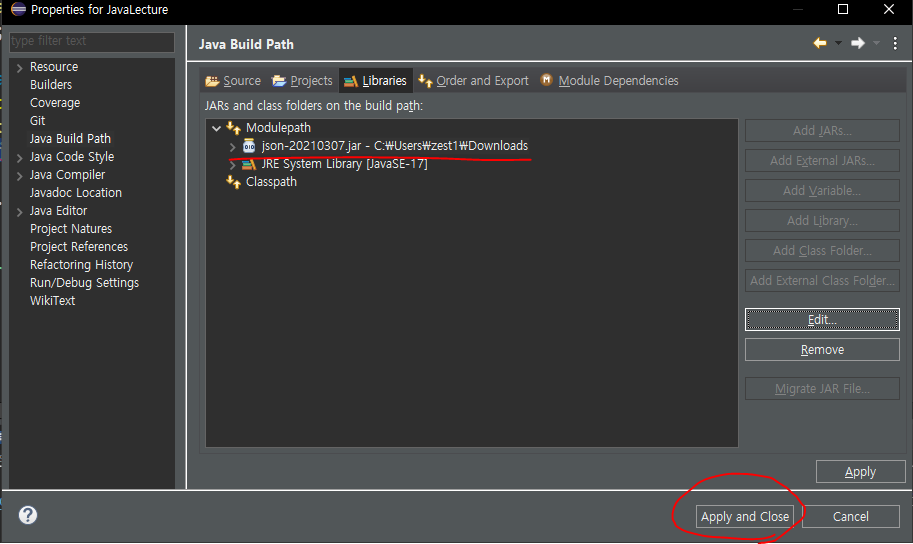 Properties for JavaLecture
type filter text
Resource
Builders
Coverage
Git
Java Build Path
Java Code Style
Java Compiler
Javadoc Location
Java Editor
Project Natures
Project References
Refactoring History
Run/Debug Settings
WikiText
Java Build Path
Source Projects Libraries Order and Export Module Dependencies
JARs and class folders on the build path:
Modulepath
json-20210307.jar - C:₩Users₩zest1₩Downloads
JRE System Library [JavaSE-17]
Classpath
Add JARs...
Add External JARs...
Add Variable...
Add Library...
Add Class Folder...
Add External Class Folder...
Edit...
Remove
Migrate JAR File...
Apply
Apply and Close Cancel